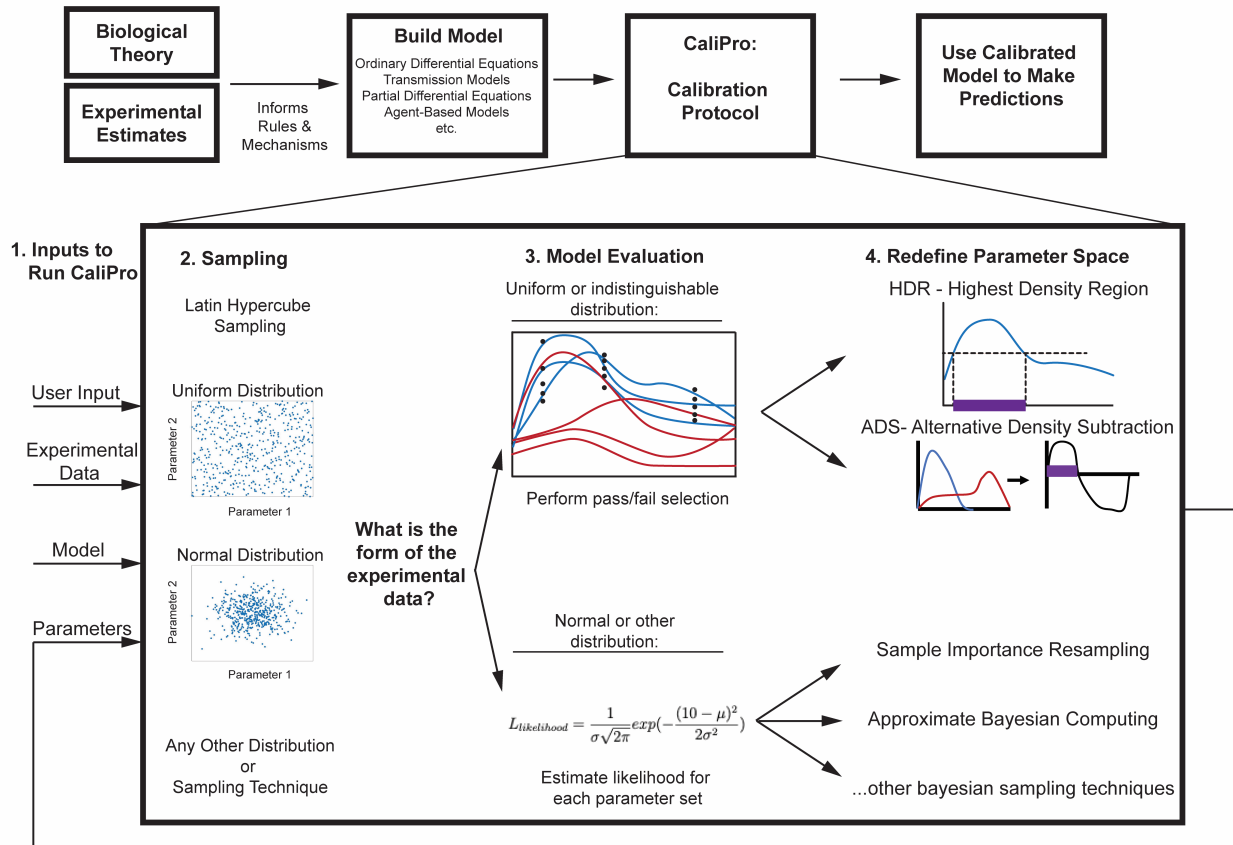 Biological
Theory
Experimental
Estimates
Informs
Rules &
Mechanisms
Build Model
Ordinary Differential Equations
Transmission Models
Partial Differential Equations
Agent-Based Models
etc.
CaliPro:
Calibration
Protocol
Use Calibrated
Model to Make
Predictions
1. Inputs to
Run CaliPro
User Input
Experimental
Data
Model
Parameters
2. Sampling
Latin Hypercube
Sampling
Uniform Distribution
Parameter 2
Parameter 1
Normal Distribution
Parameter 2
Parameter 1
Any Other Distribution
or
Sampling Technique
What is the
form of the
experimental
data?
3. Model Evaluation
Uniform or indistinguishable
distribution:
Perform pass/fail selection
Normal or other
distribution:
L_{likelihood} = \frac{1}{\sigma\sqrt{2\pi}} exp(-\frac{(10-\mu)^2}{2\sigma^2})
Estimate likelihood for
each parameter set
4. Redefine Parameter Space
HDR - Highest Density Region
ADS- Alternative Density Subtraction
Sample Importance Resampling
Approximate Bayesian Computing
...other bayesian sampling techniques